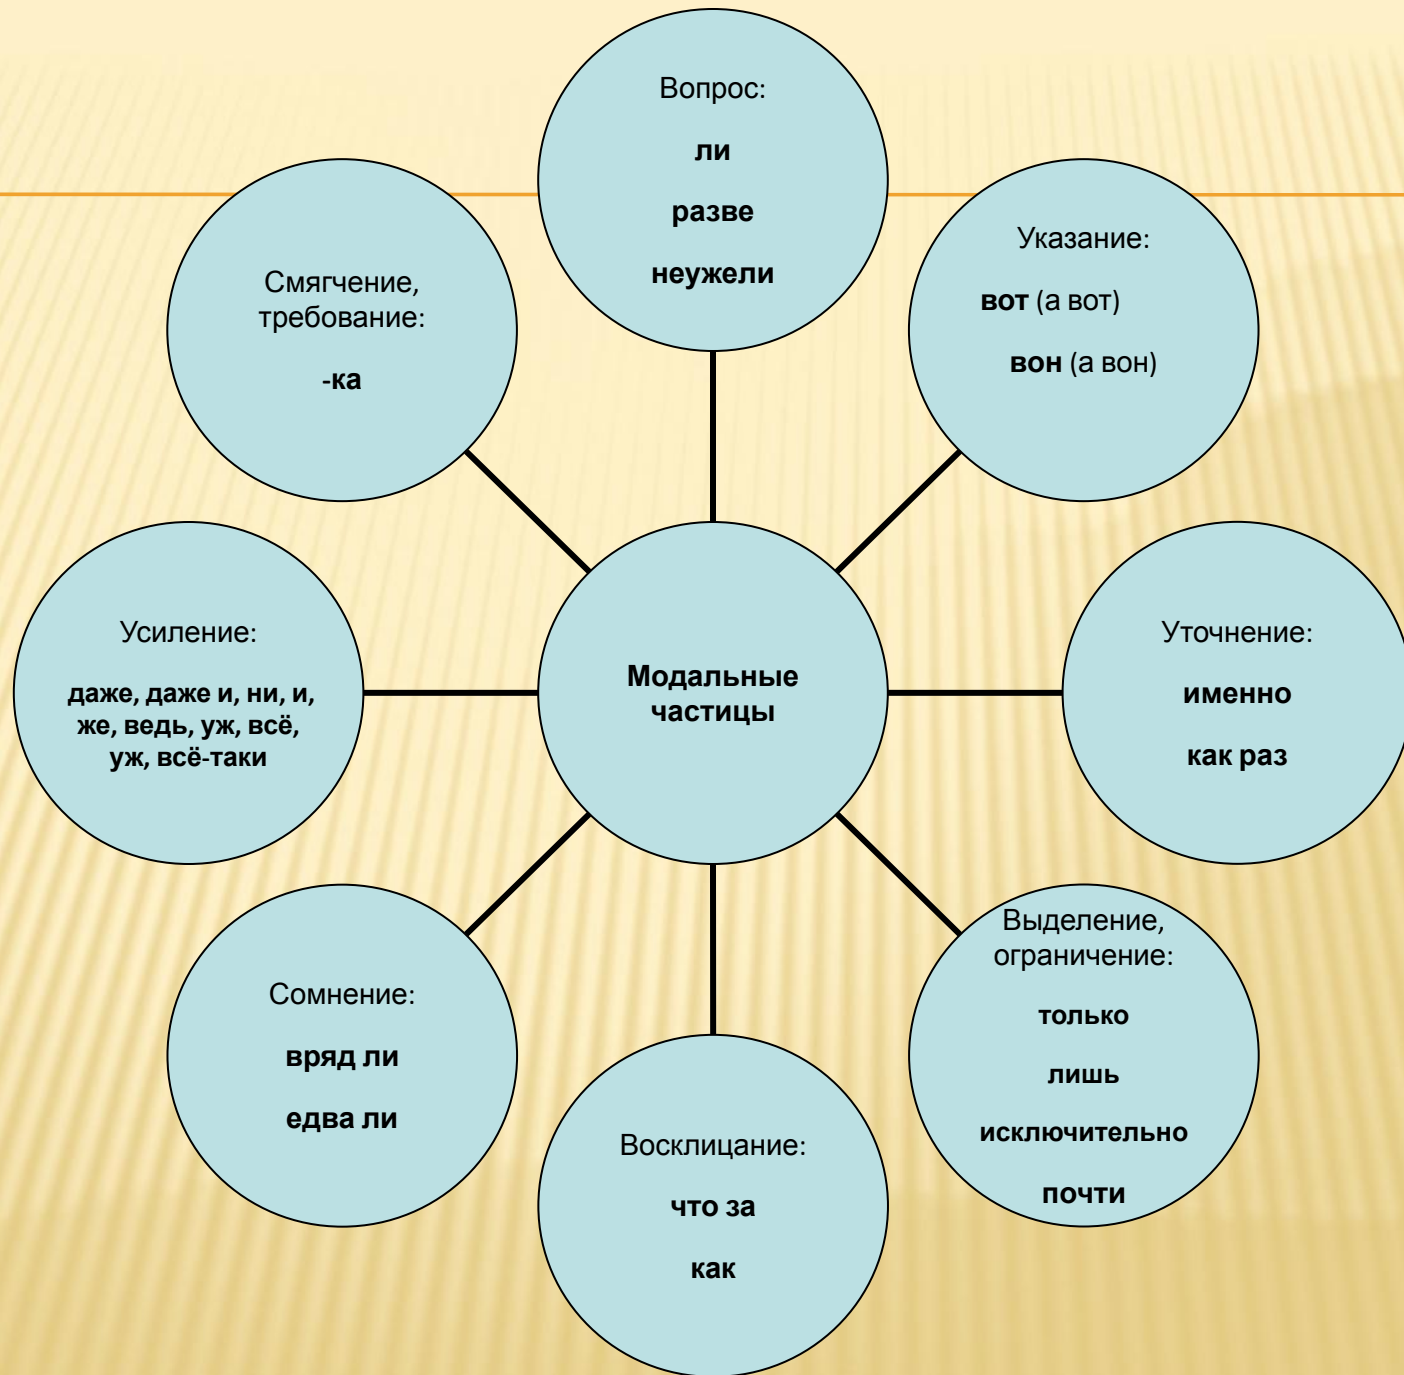 Вопрос:
ли
разве
неужели
Указание:
вот (а вот)
вон (а вон)
Уточнение:
именно
как раз
Выделение,
ограничение:
только
лишь
исключительно
почти
Восклицание:
что за
как
Сомнение:
вряд ли
едва ли
Усиление:
даже, даже и, ни, и,
же, ведь, уж, всё,
уж, всё-таки
Смягчение,
требование:
-ка
Модальные
частицы